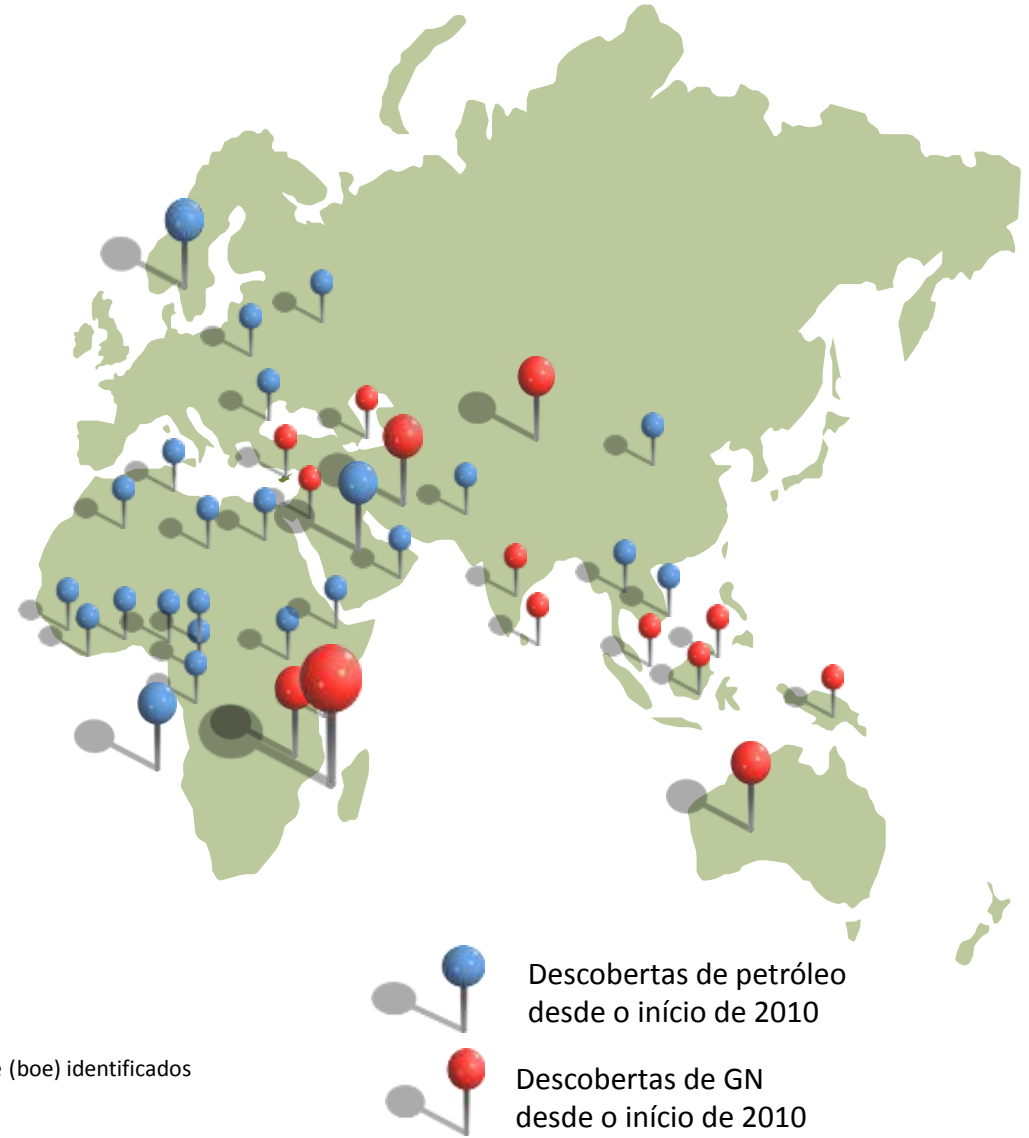 Descobertas de petróleo
desde o início de 2010
(boe) identificados
Descobertas de GN
desde o início de 2010